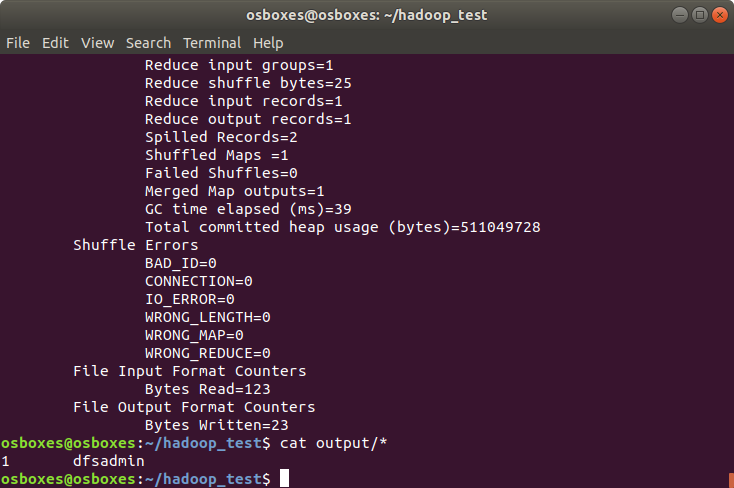 osboxes@osboxes: ~/hadoop_test
File Edit View Search Terminal Help
Reduce input groups=1
Reduce shuffle bytes=25
Reduce input records=1
Reduce output records=1
Spilled Records=2
Shuffled Maps =1
Failed Shuffles=0
Merged Map outputs=1
GC time elapsed (ms)=39
Total committed heap usage (bytes)=511049728
Shuffle Errors
BAD_ID=0
CONNECTION=0
IO_ERROR=0
WRONG_LENGTH=0
WRONG_MAP=0
WRONG_REDUCE=0
File Input Format Counters
Bytes Read=123
File Output Format Counters
Bytes Written=23
osboxes@osboxes:~/hadoop_test$ cat output/*
1 dfsadmin
osboxes@osboxes:~/hadoop_test$